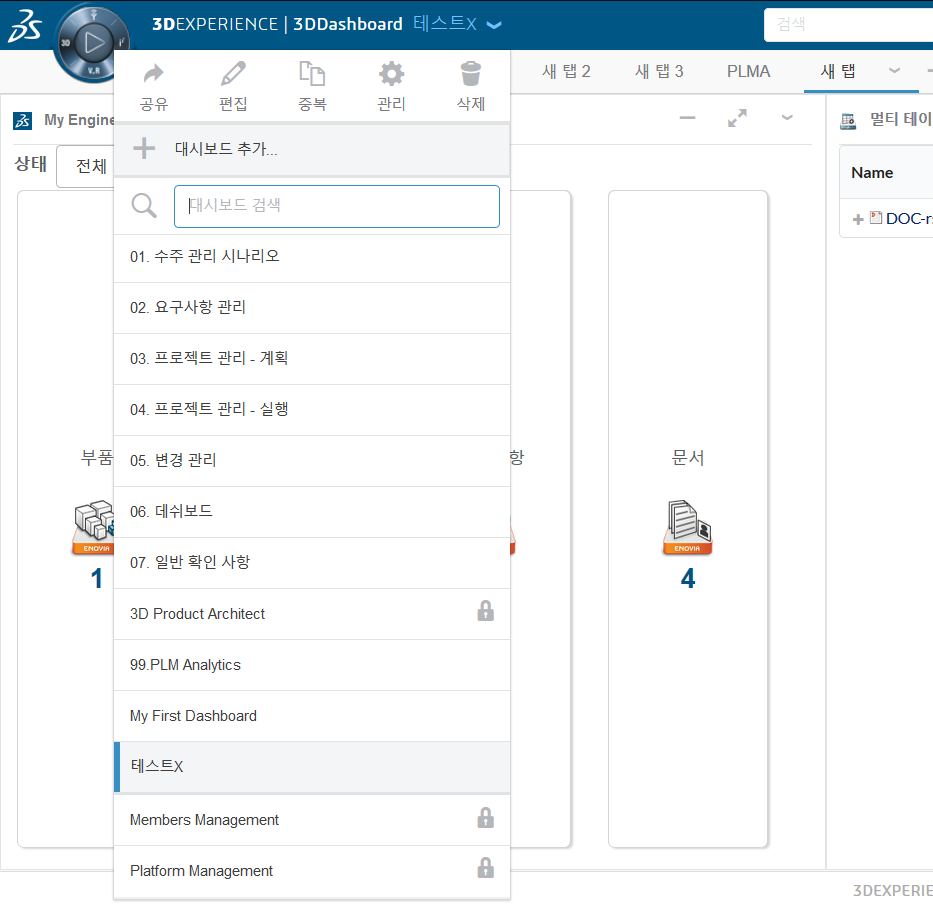 3DEXPERIENCE | 3DDashboard 테스트X
검색
3D
V.R
공유 편집 중복 관리 삭제
새 탭 2 새 탭 3 PLMA 새 탭
My Engine
대시보드 추가...
멀티 테이
상태 전체
대시보드 검색
Name
DOC-r
01. 수주 관리 시나리오
02. 요구사항 관리
03. 프로젝트 관리 - 계획
04. 프로젝트 관리 - 실행
05. 변경 관리
06. 데쉬보드
07. 일반 확인 사항
3D Product Architect
99.PLM Analytics
My First Dashboard
테스트X
Members Management
Platform Management
부품
ENOVIA
1
항
문서
ENOVIA
4
3DEXPERIE